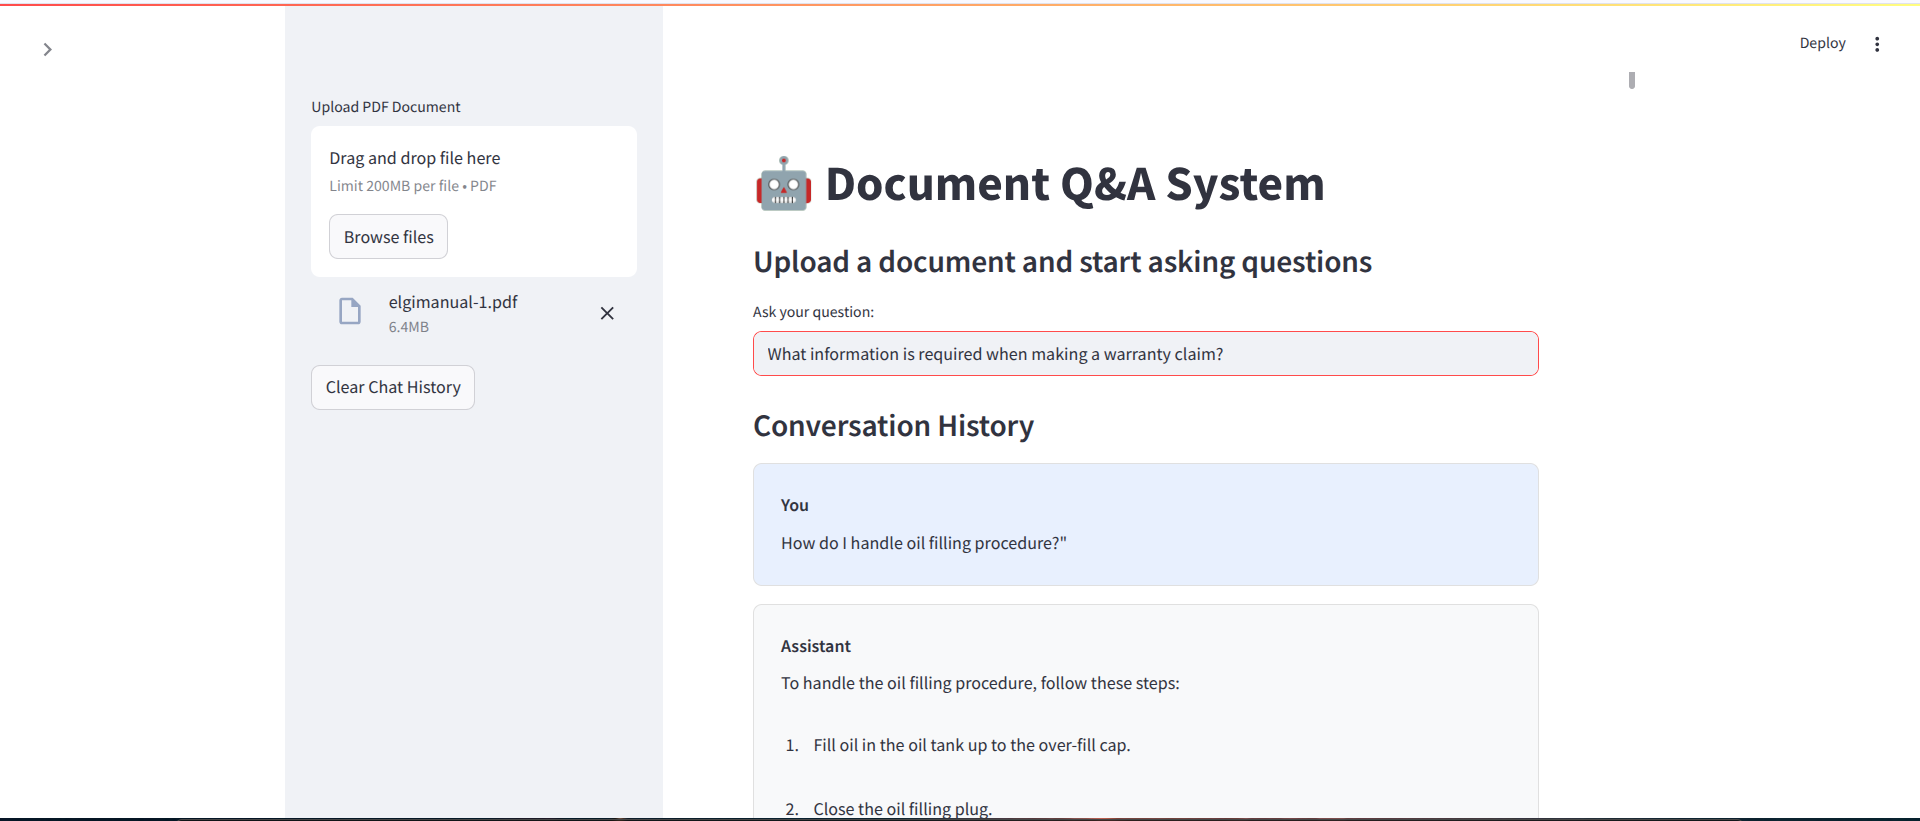 Deploy
Upload PDF Document
Drag and drop file here
Limit 200MB per file • PDF
Browse files
elgimanual-1.pdf
6.4MB
Clear Chat History
Document Q&A System
Upload a document and start asking questions
Ask your question:
What information is required when making a warranty claim?
Conversation History
You
How do I handle oil filling procedure?"
Assistant
To handle the oil filling procedure, follow these steps:
1. Fill oil in the oil tank up to the over-fill cap.
2. Close the oil filling plug.